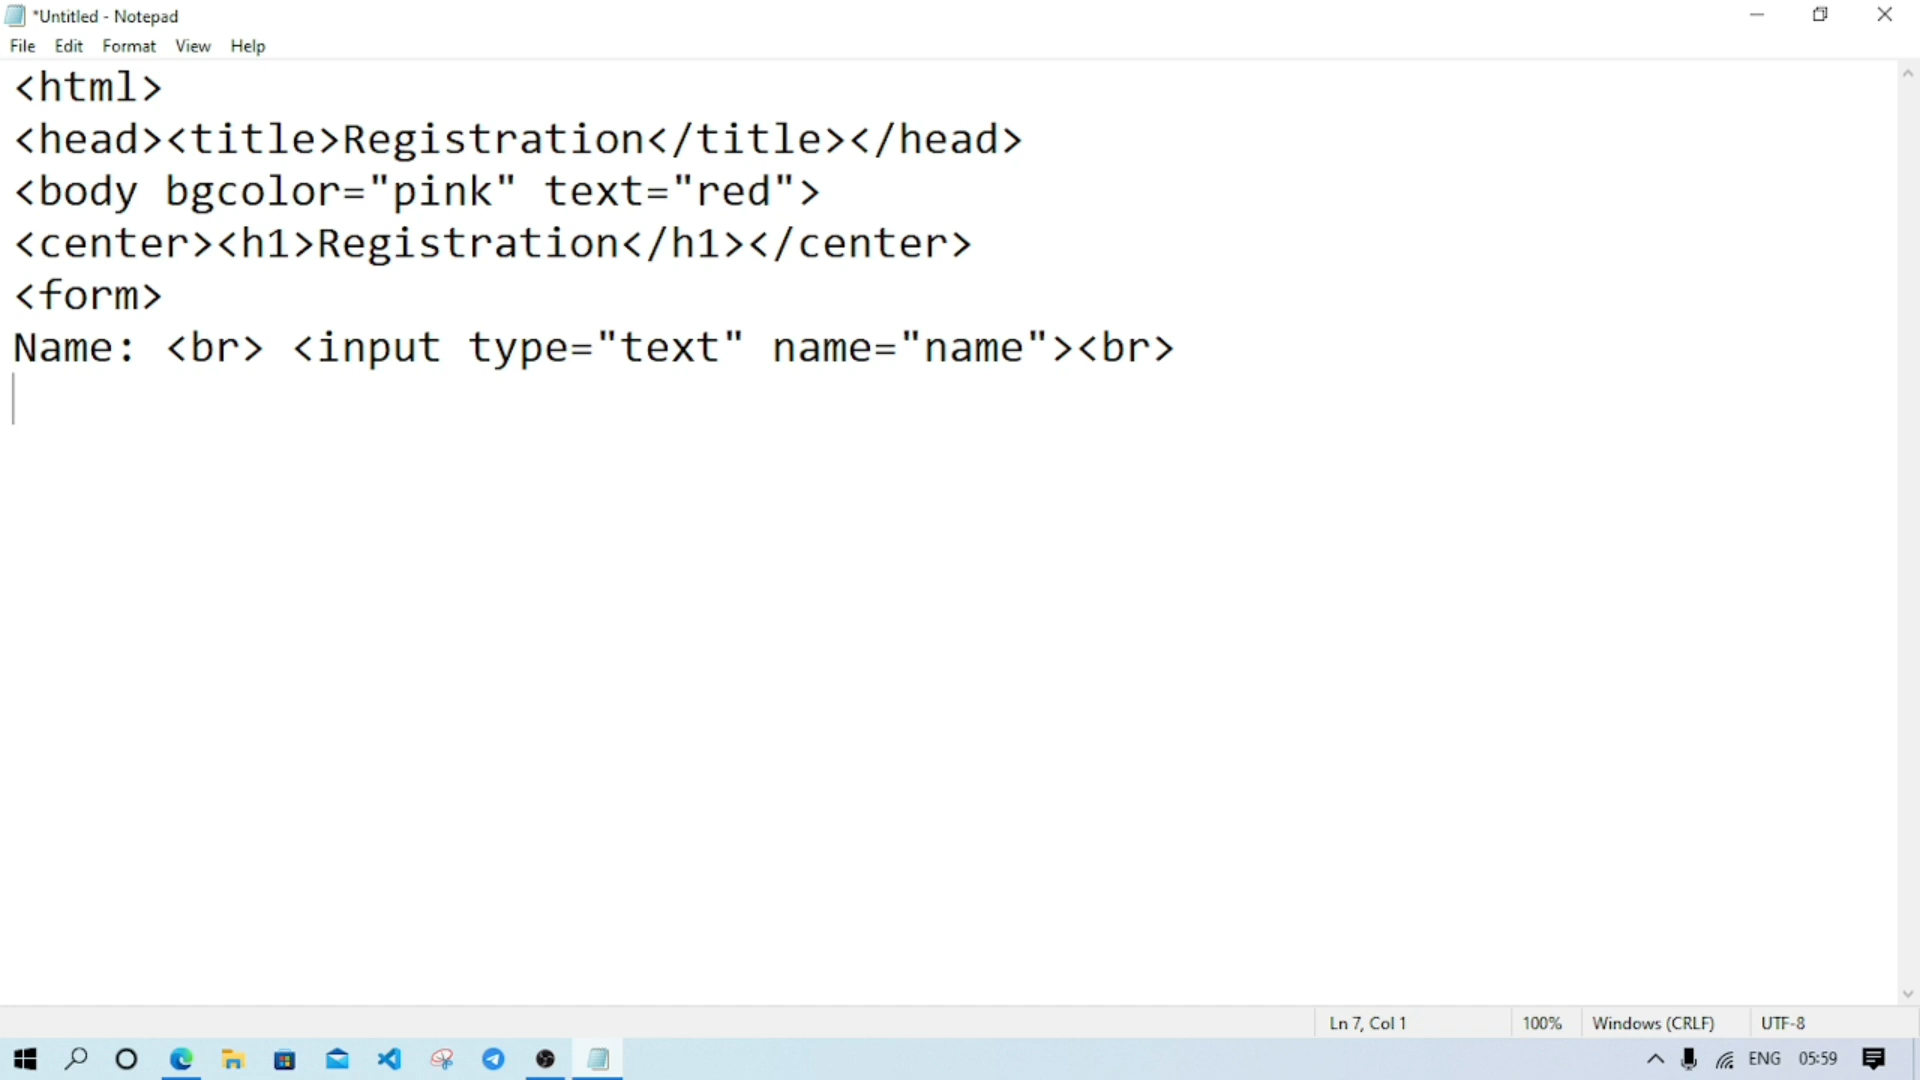 *Untitled - Notepad
File Edit Format View Help
<html>
<head><title>Registration</title></head>
<body bgcolor="pink" text="red">
<center><h1>Registration</h1></center>
<form>
Name: <br> <input type="text" name="name"><br>
Ln 7, Col 1 100% Windows (CRLF) UTF-8
ENG 05:59